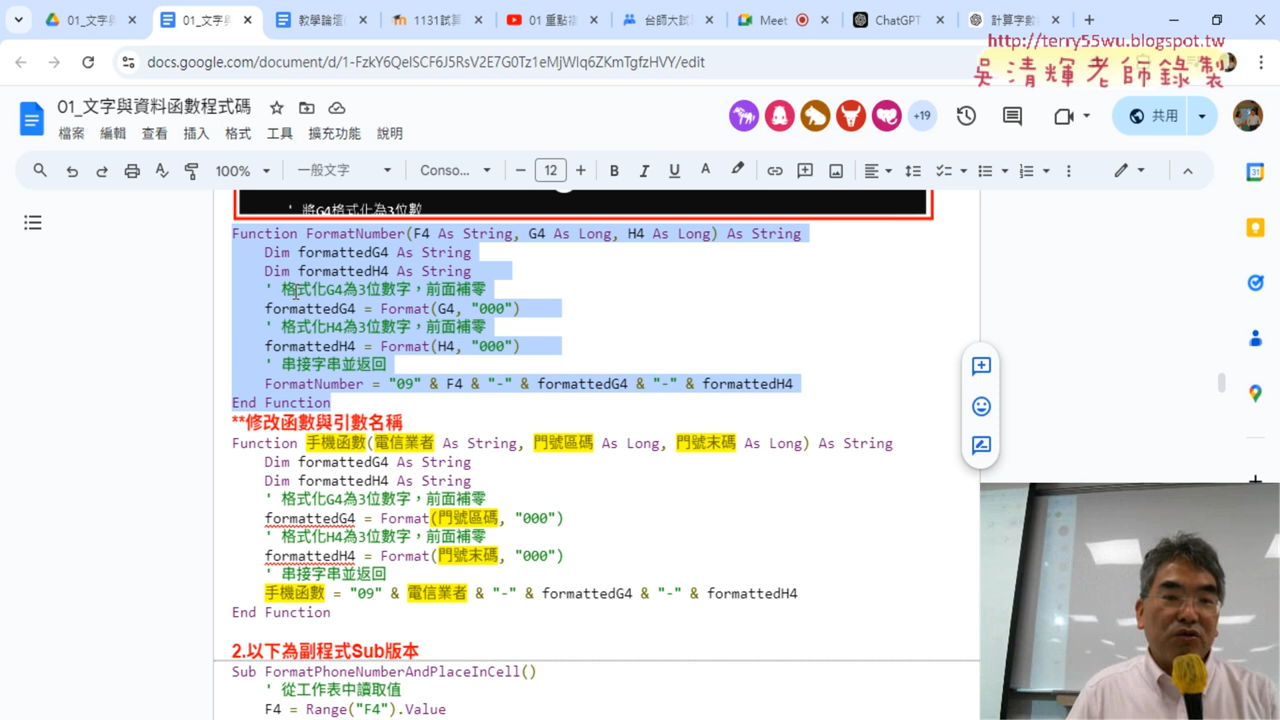 01_文字與
01_文字與
教學論壇
1131試算
01 重點複
台師大試
Meet
ChatGPT
計算字數
http://terry55wu.blogspot.tw
docs.google.com/document/d/1-FzkY6QelSCF6J5RsV2E7G0Tz1eMjWIq6ZKmTgfzHVY/edit
吳清輝老師錄製
01_文字與資料函數程式碼
+19
共用
檔案 編輯 查看 插入 格式 工具 擴充功能 說明
100% 一般文字 Conso... 12 B I U A
' 將G4格式化為3位數
Function FormatNumber(F4 As String, G4 As Long, H4 As Long) As String
Dim formattedG4 As String
Dim formattedH4 As String
' 格式化G4為3位數字，前面補零
formattedG4 = Format(G4, "000")
' 格式化H4為3位數字，前面補零
formattedH4 = Format(H4, "000")
' 串接字串並返回
FormatNumber = "09" & F4 & "-" & formattedG4 & "-" & formattedH4
End Function
**修改函數與引數名稱
Function 手機函數(電信業者 As String, 門號區碼 As Long, 門號末碼 As Long) As String
Dim formattedG4 As String
Dim formattedH4 As String
' 格式化G4為3位數字，前面補零
formattedG4 = Format(門號區碼, "000")
' 格式化H4為3位數字，前面補零
formattedH4 = Format(門號末碼, "000")
' 串接字串並返回
手機函數 = "09" & 電信業者 & "-" & formattedG4 & "-" & formattedH4
End Function
2.以下為副程式Sub版本
Sub FormatPhoneNumberAndPlaceInCell()
' 從工作表中讀取值
F4 = Range("F4").Value